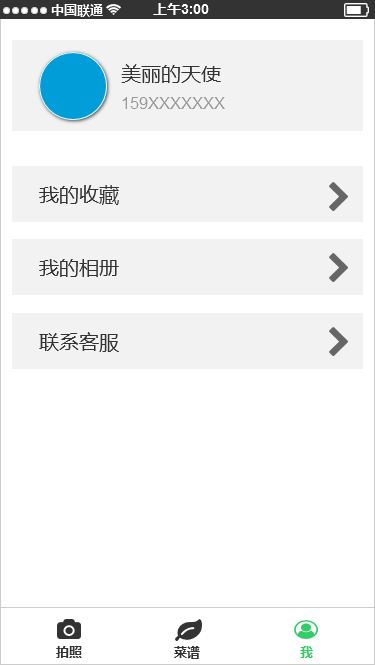 中国联通 上午3:00
美丽的天使
159XXXXXXX
我的收藏
我的相册
联系客服
拍照 菜谱 我